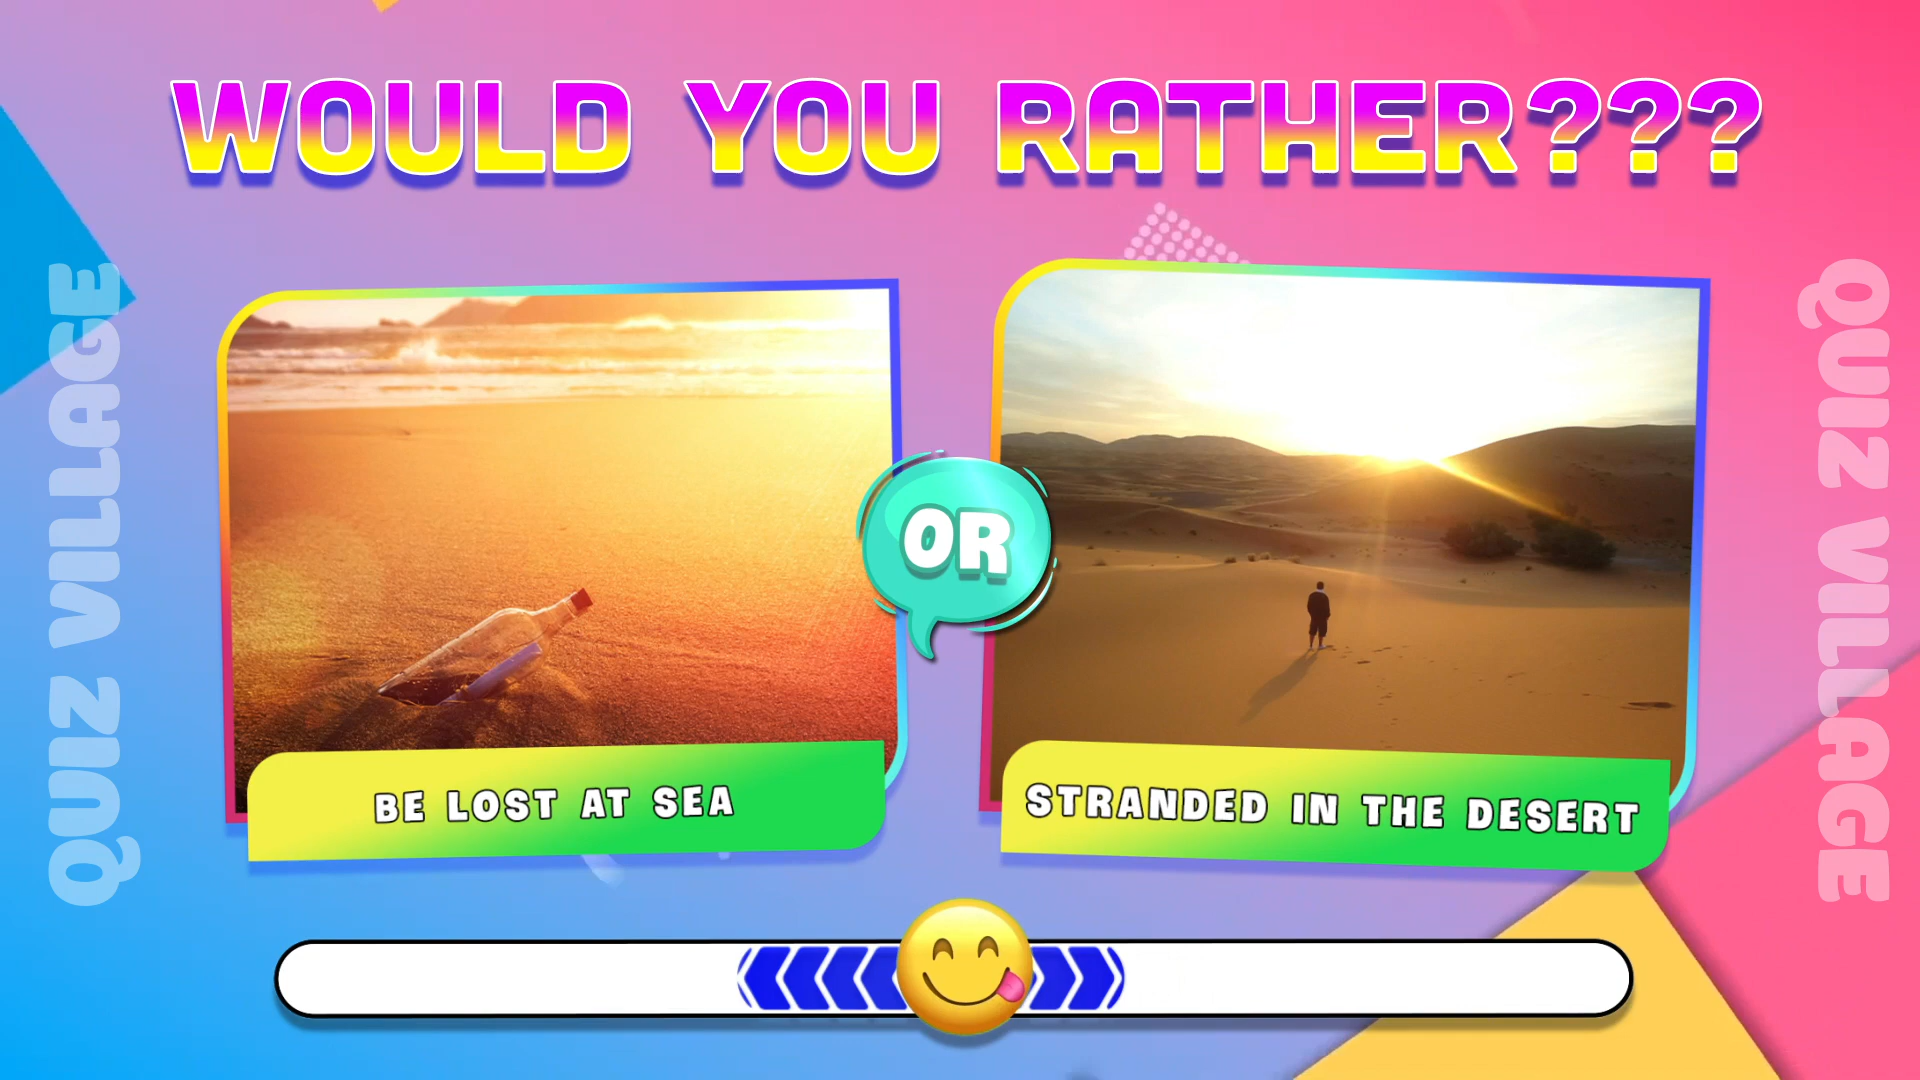 WOULD YOU RATHER???
QUIZ VILLAGE
OR
QUIZ VILLAGE
BE LOST AT SEA
STRANDED IN THE DESERT